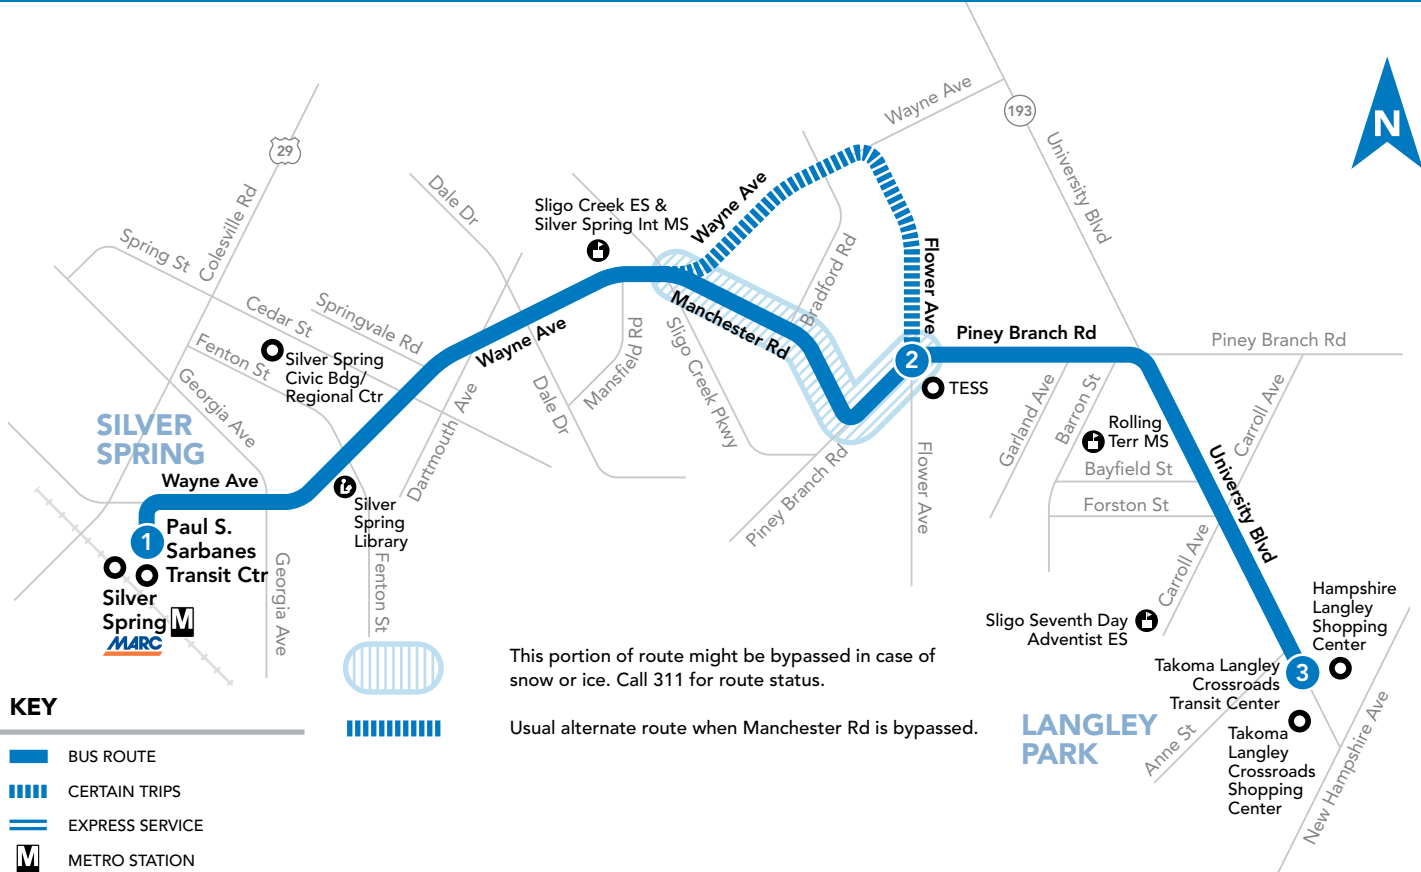 193
N
Wayne Ave
University Blvd
29
Colesville Rd
Dale Dr
Sligo Creek ES &
Silver Spring Int MS
Wayne Ave
Spring St
Cedar St
Springvale Rd
Fenton St
Silver Spring
Civic Bdg/
Regional Ctr
Georgia Ave
Wayne Ave
Mansfield Rd
Dale Dr
Dartmouth Ave
Manchester Rd
Sligo Creek Pkwy
Bradford Rd
Flower Ave
Piney Branch Rd
Piney Branch Rd
2
TESS
Garland Ave
Barron St
Rolling
Terr MS
Bayfield St
Forston St
Carroll Ave
University Blvd
Carroll Ave
Flower Ave
Piney Branch Rd
SILVER
SPRING
Wayne Ave
1
Paul S.
Sarbanes
Transit Ctr
Silver
Spring
M
MARC
Silver
Spring
Library
Georgia Ave
Fenton St
Sligo Seventh Day
Adventist ES
Hampshire
Langley
Shopping
Center
Takoma Langley
Crossroads
Transit Center
3
LANGLEY
PARK
Anne St
Takoma
Langley
Crossroads
Shopping
Center
New Hampshire Ave
This portion of route might be bypassed in case of
snow or ice. Call 311 for route status.
Usual alternate route when Manchester Rd is bypassed.
KEY
BUS ROUTE
CERTAIN TRIPS
EXPRESS SERVICE
M METRO STATION